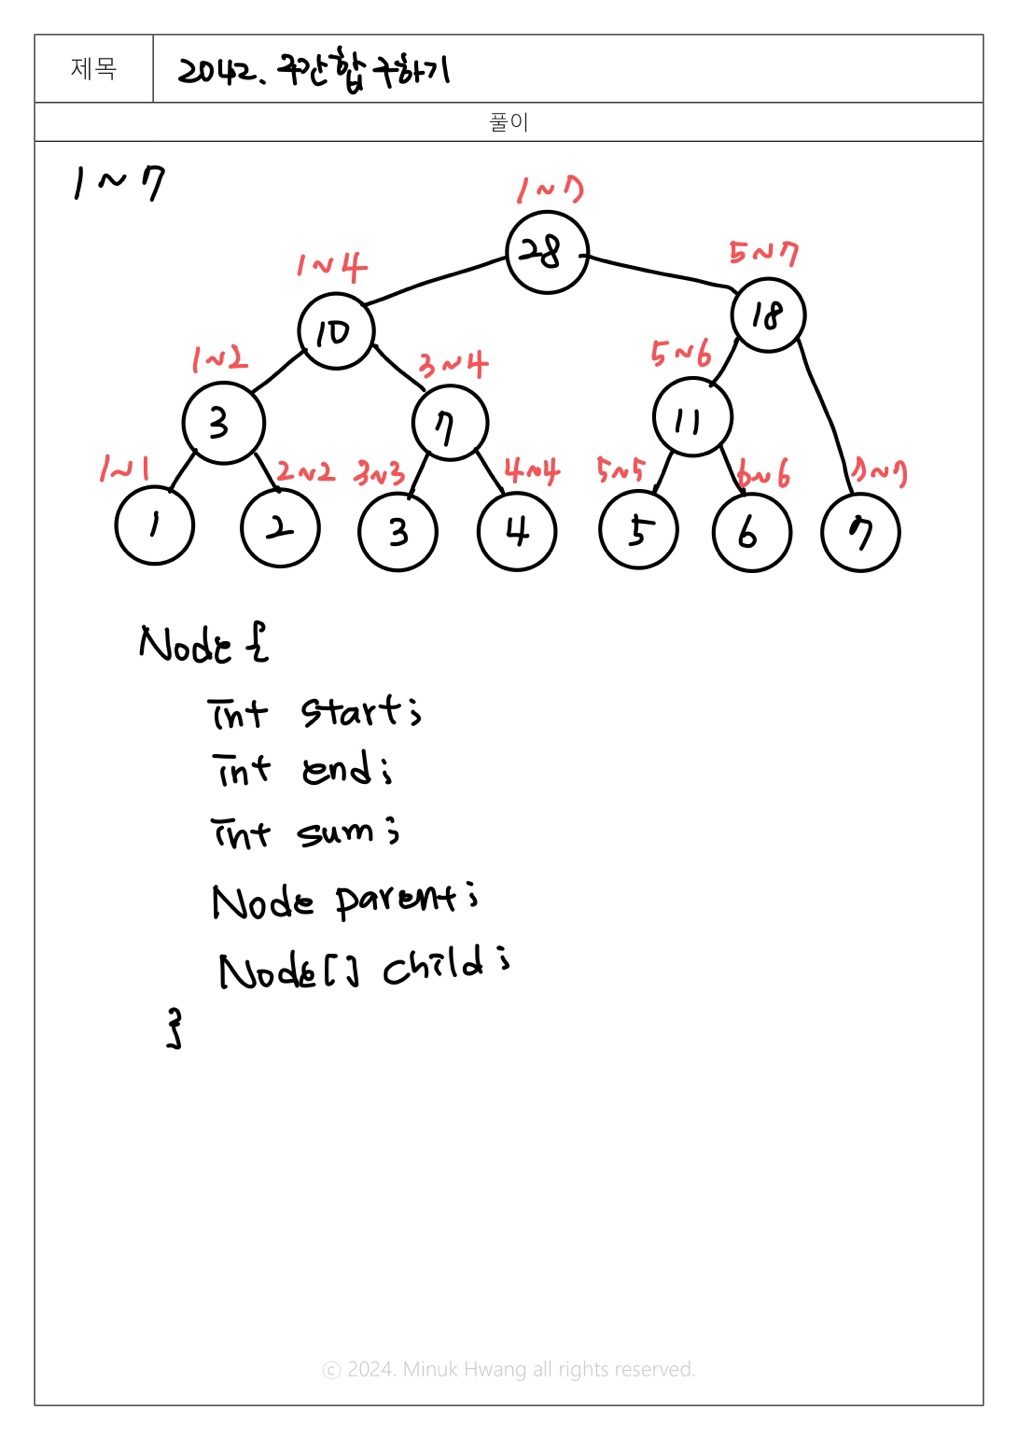 제목 2042. 구간합 구하기
풀이
1 ~ 7
1 ~ 7
28
1 ~ 4
5 ~ 7
10
18
1 ~ 2
3 ~ 4
5 ~ 6
3
7
11
1 ~ 1
2 ~ 2
3 ~ 3
4 ~ 4
5 ~ 5
6 ~ 6
7 ~ 7
1
2
3
4
5
6
7
Node {
int start;
int end;
int sum;
Node parent;
Node[] child;
}
ⓒ 2024. Minuk Hwang all rights reserved.